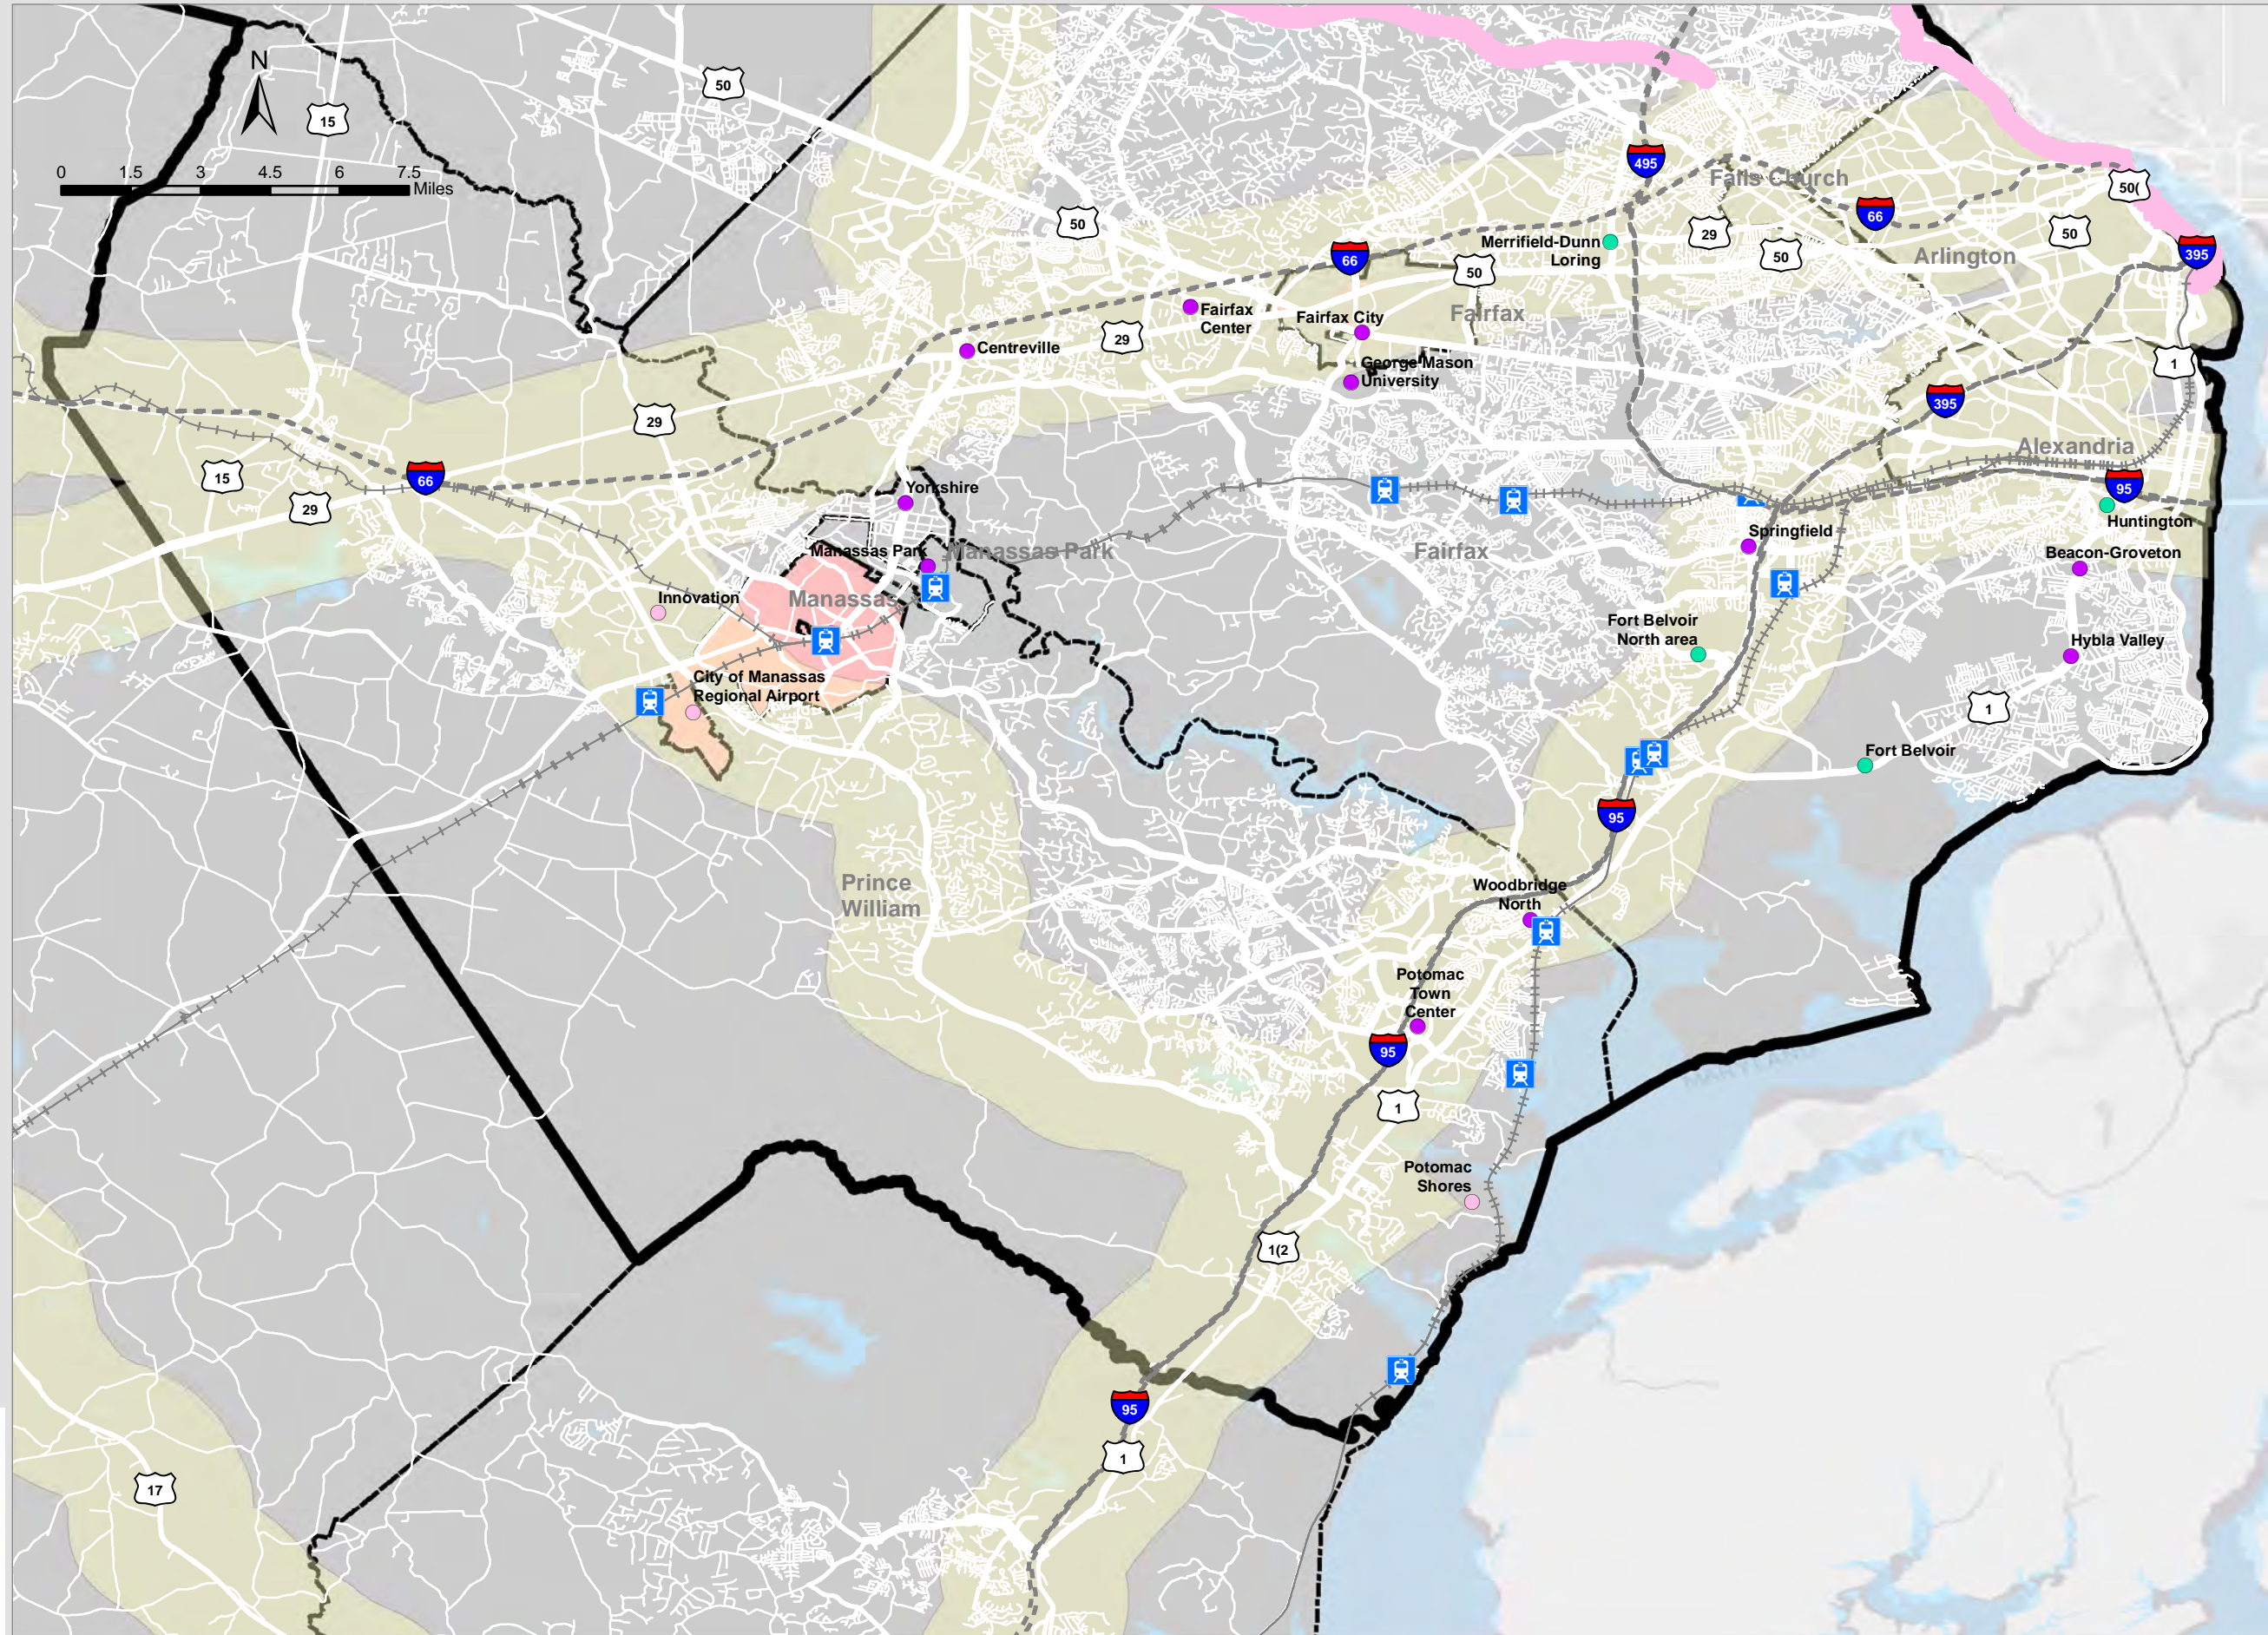 N
50
15
0 1.5 3 4.5 6 7.5
Miles
495
Falls Church
50(
66
50
29
50
50
Arlington
Merrifield-Dunn
Loring
66
50
395
Fairfax
Center
Fairfax City
Fairfax
29
Centreville
George Mason
University
1
395
29
Alexandria
15
66
29
95
Yorkshire
Huntington
Springfield
Manassas Park
Manassas Park
Fairfax
Beacon-Groveton
Innovation
Manassas
Fort Belvoir
North area
Hybla Valley
City of Manassas
Regional Airport
1
Fort Belvoir
95
Prince
William
Woodbridge
North
Potomac
Town
Center
95
1
Potomac
Shores
1(2
95
1
17